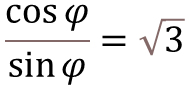 cos φ / sin φ = √3